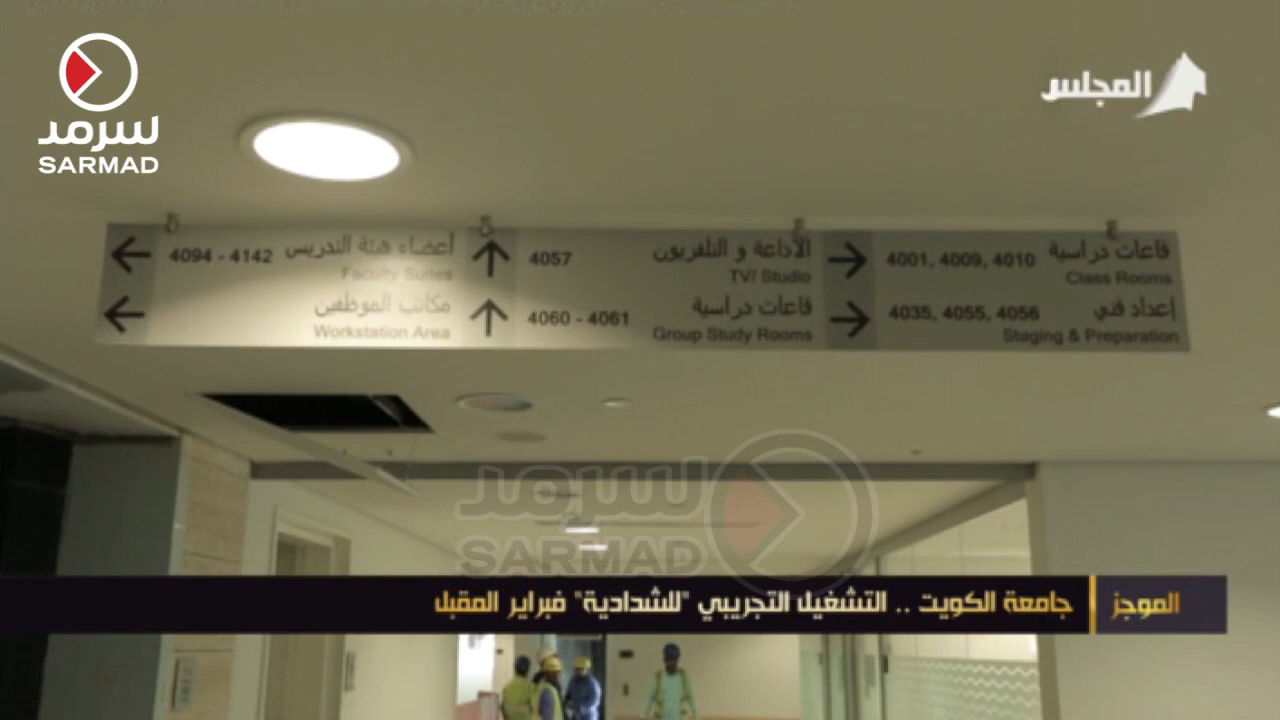 سرمد
SARMAD
المجلس
قاعات دراسية 4001, 4009, 4010
Class Rooms
إعداد فني 4035, 4055, 4056
Staging & Preparation
الأذاعة و التلفزيون 4057
TV/ Studio
قاعات دراسية 4060 - 4061
Group Study Rooms
أعضاء هئة التدريس 4094 - 4142
Faculty Suites
مكاتب الموظفين
Workstation Area
سرمد
SARMAD
الموجز
جامعة الكويت .. التشغيل التجريبي "للشدادية" فبراير المقبل